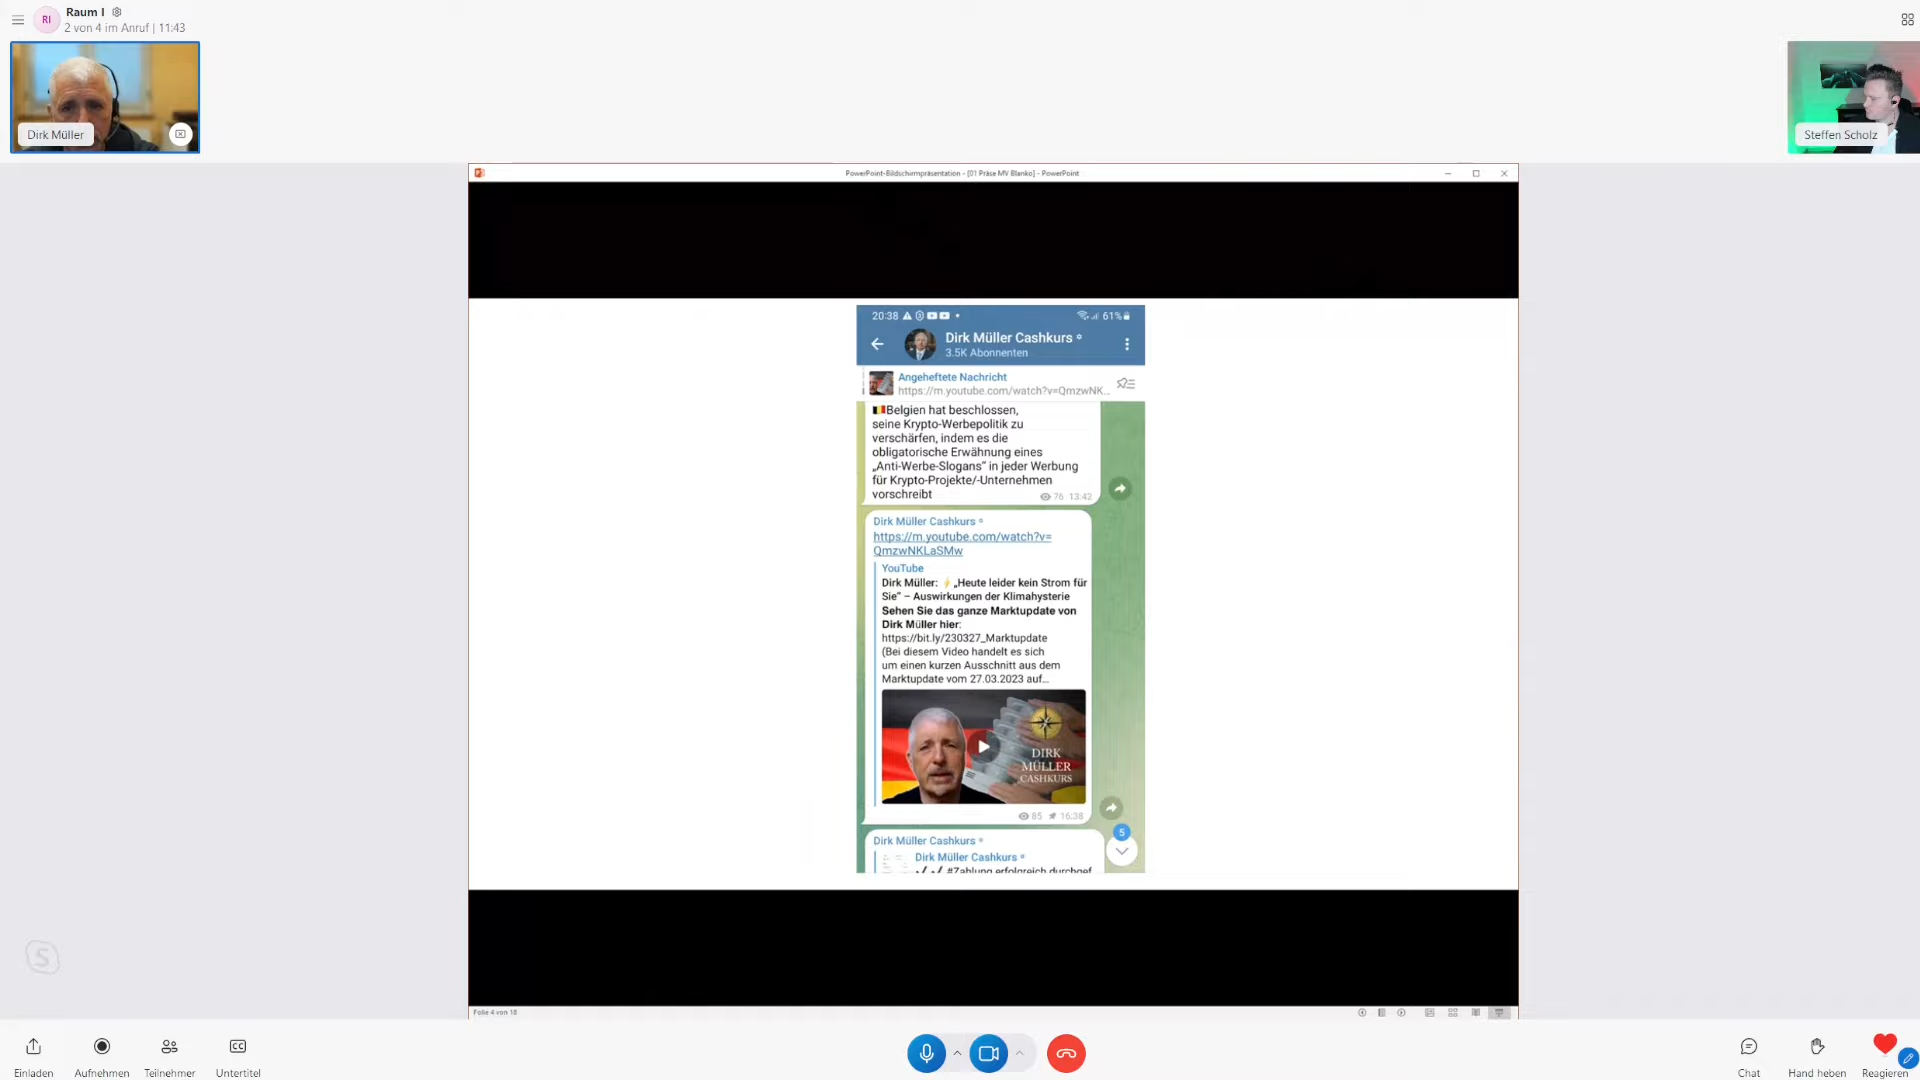 RI
Raum I
2 von 4 im Anruf | 11:43
Dirk Müller
Steffen Scholz
PowerPoint-Bildschirmpräsentation - [01 Präse MV Blanko] - PowerPoint
20:38
61%
Dirk Müller Cashkurs
3.5K Abonnenten
Angeheftete Nachricht
https://m.youtube.com/watch?v=QmzwNK...
Belgien hat beschlossen,
seine Krypto-Werbepolitik zu
verschärfen, indem es die
obligatorische Erwähnung eines
„Anti-Werbe-Slogans" in jeder Werbung
für Krypto-Projekte/-Unternehmen
vorschreibt
76 13:42
Dirk Müller Cashkurs
https://m.youtube.com/watch?v=
QmzwNKLaSMw
YouTube
Dirk Müller: ⚡„Heute leider kein Strom für
Sie" – Auswirkungen der Klimahysterie
Sehen Sie das ganze Marktupdate von
Dirk Müller hier:
https://bit.ly/230327_Marktupdate
(Bei diesem Video handelt es sich
um einen kurzen Ausschnitt aus dem
Marktupdate vom 27.03.2023 auf...
DIRK
MÜLLER
CASHKURS
85 16:38
5
Dirk Müller Cashkurs
Dirk Müller Cashkurs
#Zahlung erfolgreich durchgef
Folie 4 von 18
S
Einladen
Aufnehmen
Teilnehmer
CC
Untertitel
Chat
Hand heben
Reagieren